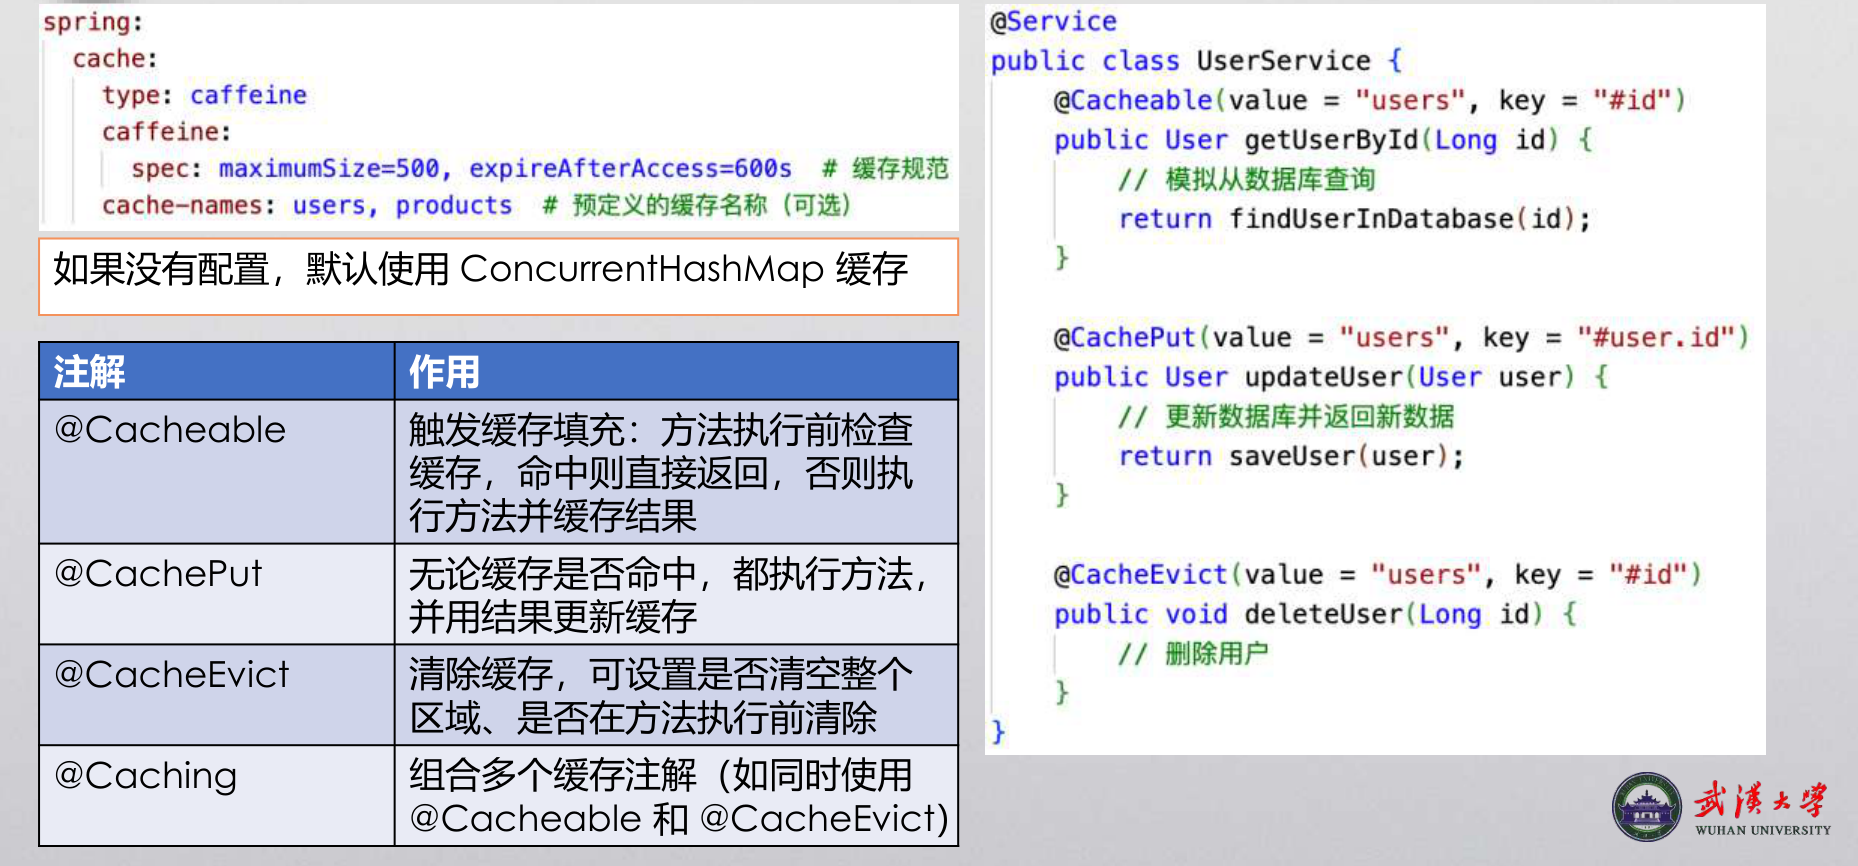 spring:
cache:
type: caffeine
caffeine:
spec: maximumSize=500, expireAfterAccess=600s # 缓存规范
cache-names: users, products # 预定义的缓存名称（可选）
如果没有配置，默认使用 ConcurrentHashMap 缓存
注解 作用
@Cacheable 触发缓存填充：方法执行前检查
缓存，命中则直接返回，否则执
行方法并缓存结果
@CachePut 无论缓存是否命中，都执行方法，
并用结果更新缓存
@CacheEvict 清除缓存，可设置是否清空整个
区域、是否在方法执行前清除
@Caching 组合多个缓存注解（如同时使用
@Cacheable 和 @CacheEvict)
@Service
public class UserService {
@Cacheable(value = "users", key = "#id")
public User getUserById(Long id) {
// 模拟从数据库查询
return findUserInDatabase(id);
}
@CachePut(value = "users", key = "#user.id")
public User updateUser(User user) {
// 更新数据库并返回新数据
return saveUser(user);
}
@CacheEvict(value = "users", key = "#id")
public void deleteUser(Long id) {
// 删除用户
}
}
武漢大學
WUHAN UNIVERSITY